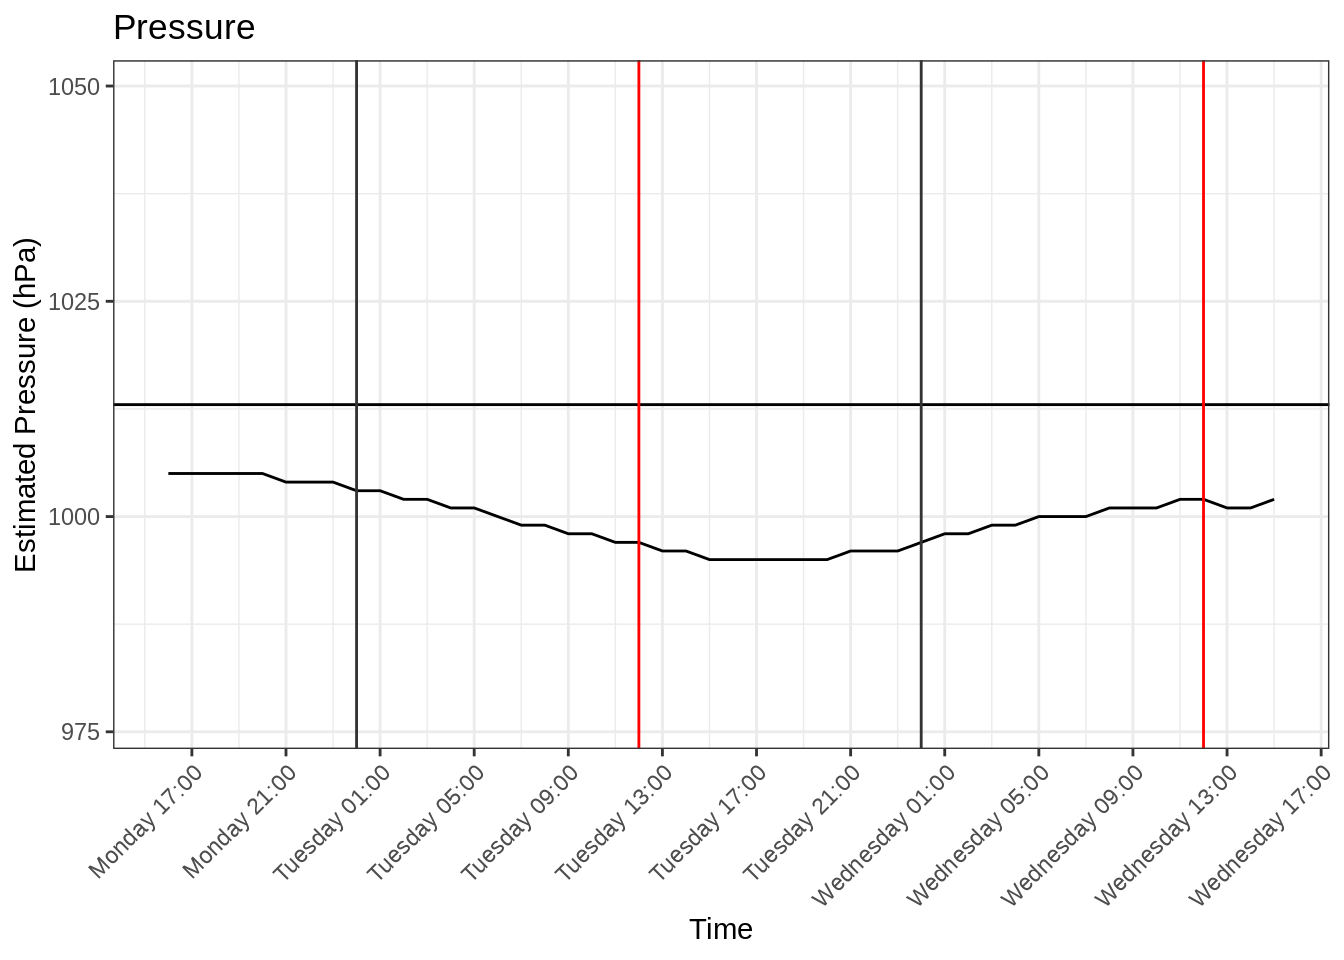 Pressure
Estimated Pressure (hPa)
1050
1025
1000
975
Monday 17:00
Monday 21:00
Tuesday 01:00
Tuesday 05:00
Tuesday 09:00
Tuesday 13:00
Tuesday 17:00
Tuesday 21:00
Wednesday 01:00
Wednesday 05:00
Wednesday 09:00
Wednesday 13:00
Wednesday 17:00
Time